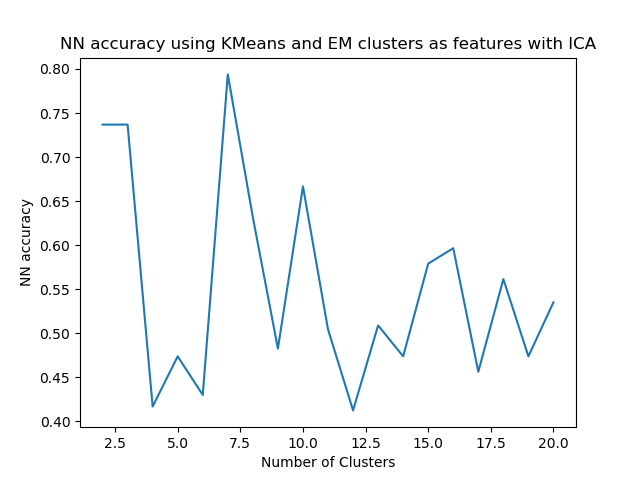 NN accuracy using KMeans and EM clusters as features with ICA
0.80
0.75
0.70
0.65
0.60
0.55
0.50
0.45
0.40
NN accuracy
2.5 5.0 7.5 10.0 12.5 15.0 17.5 20.0
Number of Clusters